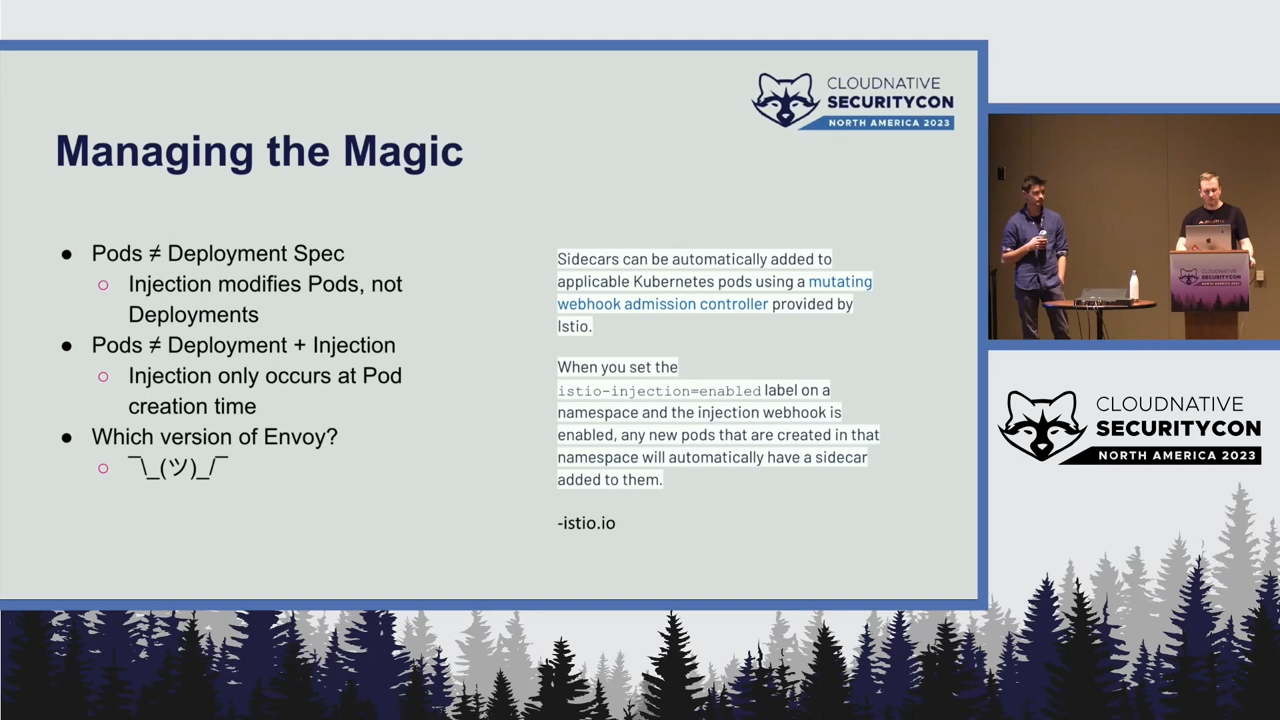 CLOUDNATIVE
SECURITYCON
NORTH AMERICA 2023
Managing the Magic
● Pods ≠ Deployment Spec
○ Injection modifies Pods, not
Deployments
● Pods ≠ Deployment + Injection
○ Injection only occurs at Pod
creation time
● Which version of Envoy?
○ ¯\_(ツ)_/¯
Sidecars can be automatically added to
applicable Kubernetes pods using a mutating
webhook admission controller provided by
Istio.
When you set the
istio-injection=enabled label on a
namespace and the injection webhook is
enabled, any new pods that are created in that
namespace will automatically have a sidecar
added to them.
-istio.io
CLOUDNATIVE
SECURITYCON
CLOUDNATIVE
SECURITYCON
NORTH AMERICA 2023